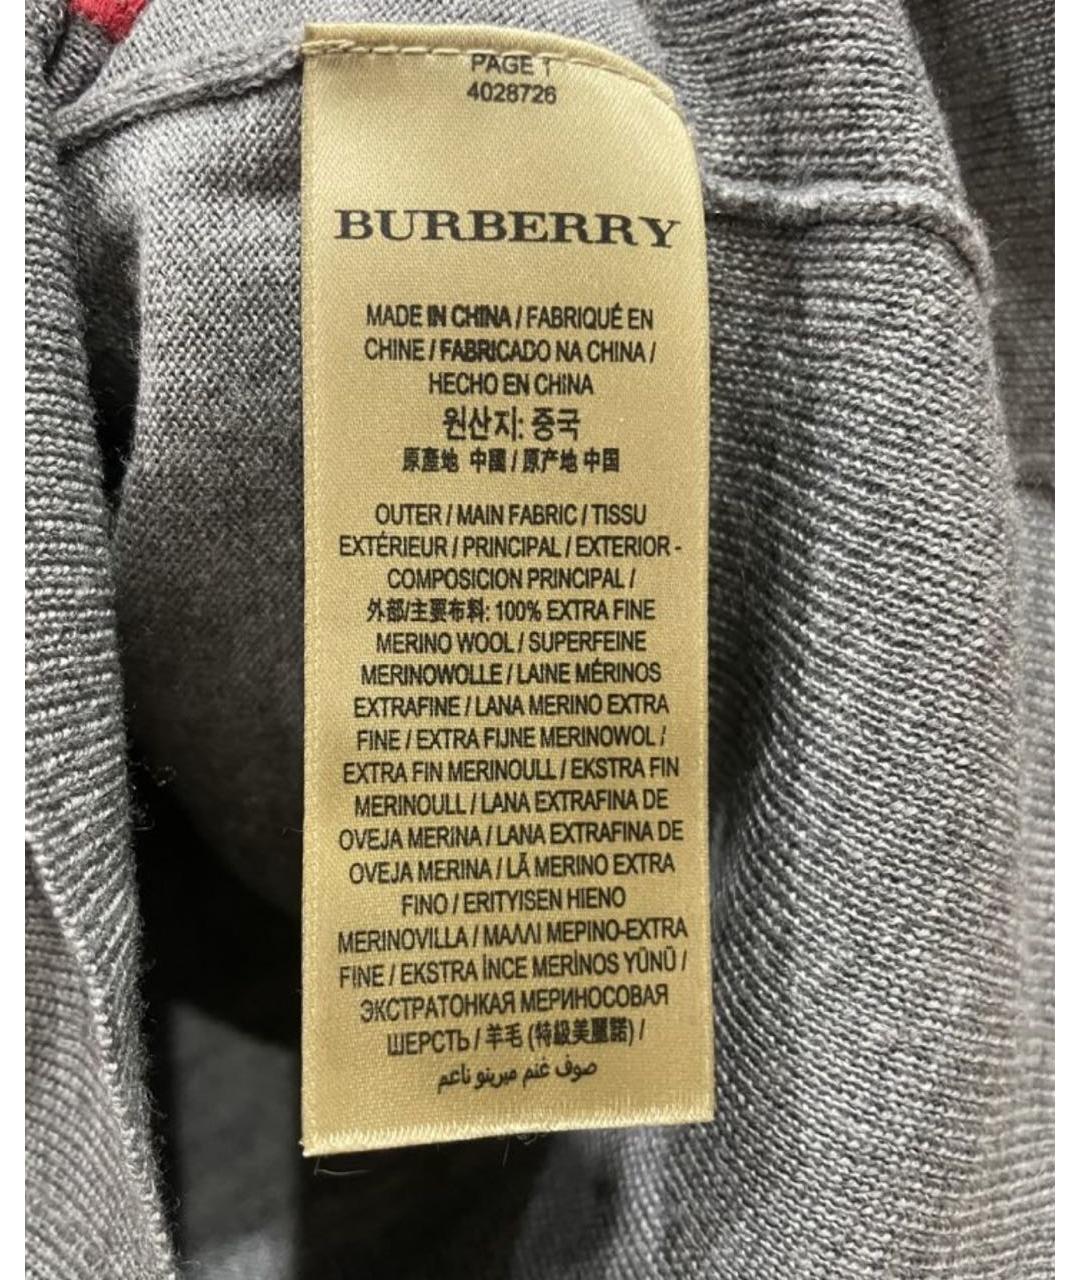 PAGE 1
4028726
BURBERRY
MADE IN CHINA / FABRIQUÉ EN
CHINE / FABRICADO NA CHINA /
HECHO EN CHINA
원산지: 중국
原產地 中國 / 原产地 中国
OUTER / MAIN FABRIC / TISSU
EXTÉRIEUR / PRINCIPAL / EXTERIOR -
COMPOSICION PRINCIPAL /
外部/主要布料: 100% EXTRA FINE
MERINO WOOL / SUPERFEINE
MERINOWOLLE / LAINE MÉRINOS
EXTRAFINE / LANA MERINO EXTRA
FINE / EXTRA FIJNE MERINOWOL /
EXTRA FIN MERINOULL / EKSTRA FIN
MERINOULL / LANA EXTRAFINA DE
OVEJA MERINA / LANA EXTRAFINA DE
OVEJA MERINA / LÃ MERINO EXTRA
FINO / ERITYISEN HIENO
MERINOVILLA / ΜΑΛΛΙ ΜΕΡΙΝΟ-EXTRA
FINE / EKSTRA İNCE MERİNOS YÜNÜ /
ЭКСТРАТОНКАЯ МЕРИНОСОВАЯ
ШЕРСТЬ / 羊毛 (特級美麗諾) /
صوف غنم ميرينو ناعم